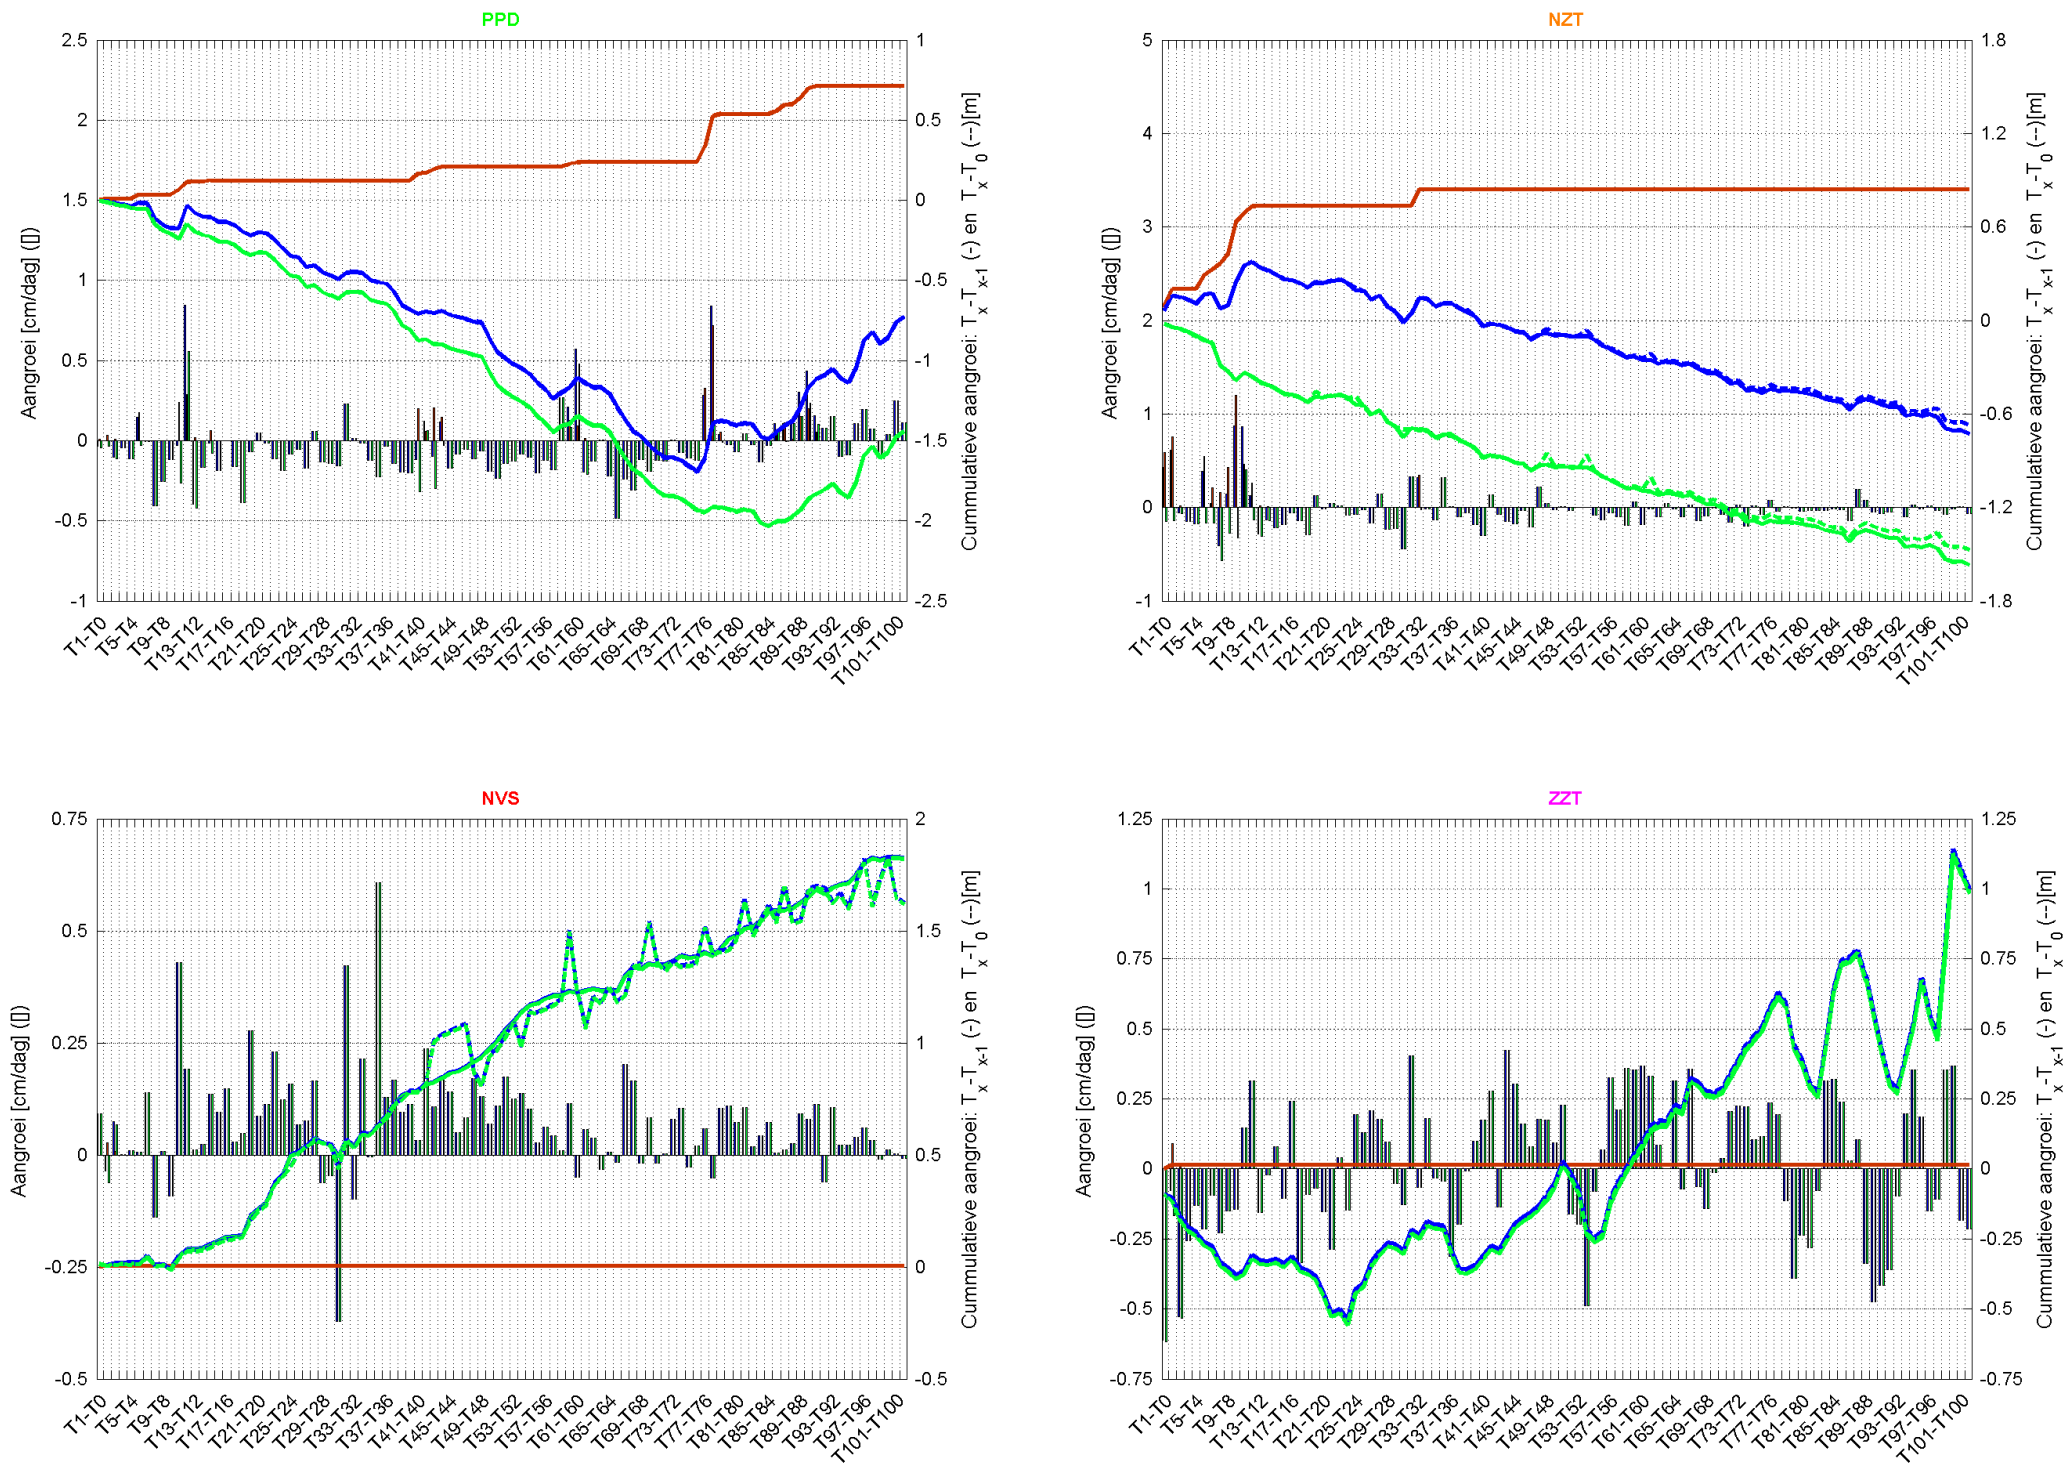 PPD
Aangroei [cm/dag] ([])
2.5
2
1.5
1
0.5
0
-0.5
-1
1
0.5
0
-0.5
-1
-1.5
-2
-2.5
Cummulatieve aangroei: Tx-Tx-1 (-) en Tx-T0 (--)[m]
T1-T0
T5-T4
T9-T8
T13-T12
T17-T16
T21-T20
T25-T24
T29-T28
T33-T32
T37-T36
T41-T40
T45-T44
T49-T48
T53-T52
T57-T56
T61-T60
T65-T64
T69-T68
T73-T72
T77-T76
T81-T80
T85-T84
T89-T88
T93-T92
T97-T96
T101-T100
NZT
Aangroei [cm/dag] ([])
5
4
3
2
1
0
-1
1.8
1.2
0.6
0
-0.6
-1.2
-1.8
Cummulatieve aangroei: Tx-Tx-1 (-) en Tx-T0 (--)[m]
T1-T0
T5-T4
T9-T8
T13-T12
T17-T16
T21-T20
T25-T24
T29-T28
T33-T32
T37-T36
T41-T40
T45-T44
T49-T48
T53-T52
T57-T56
T61-T60
T65-T64
T69-T68
T73-T72
T77-T76
T81-T80
T85-T84
T89-T88
T93-T92
T97-T96
T101-T100
NVS
Aangroei [cm/dag] ([])
0.75
0.5
0.25
0
-0.25
-0.5
2
1.5
1
0.5
0
-0.5
Cummulatieve aangroei: Tx-Tx-1 (-) en Tx-T0 (--)[m]
T1-T0
T5-T4
T9-T8
T13-T12
T17-T16
T21-T20
T25-T24
T29-T28
T33-T32
T37-T36
T41-T40
T45-T44
T49-T48
T53-T52
T57-T56
T61-T60
T65-T64
T69-T68
T73-T72
T77-T76
T81-T80
T85-T84
T89-T88
T93-T92
T97-T96
T101-T100
ZZT
Aangroei [cm/dag] ([])
1.25
1
0.75
0.5
0.25
0
-0.25
-0.5
-0.75
1.25
1
0.75
0.5
0.25
0
-0.25
-0.5
-0.75
Cummulatieve aangroei: Tx-Tx-1 (-) en Tx-T0 (--)[m]
T1-T0
T5-T4
T9-T8
T13-T12
T17-T16
T21-T20
T25-T24
T29-T28
T33-T32
T37-T36
T41-T40
T45-T44
T49-T48
T53-T52
T57-T56
T61-T60
T65-T64
T69-T68
T73-T72
T77-T76
T81-T80
T85-T84
T89-T88
T93-T92
T97-T96
T101-T100